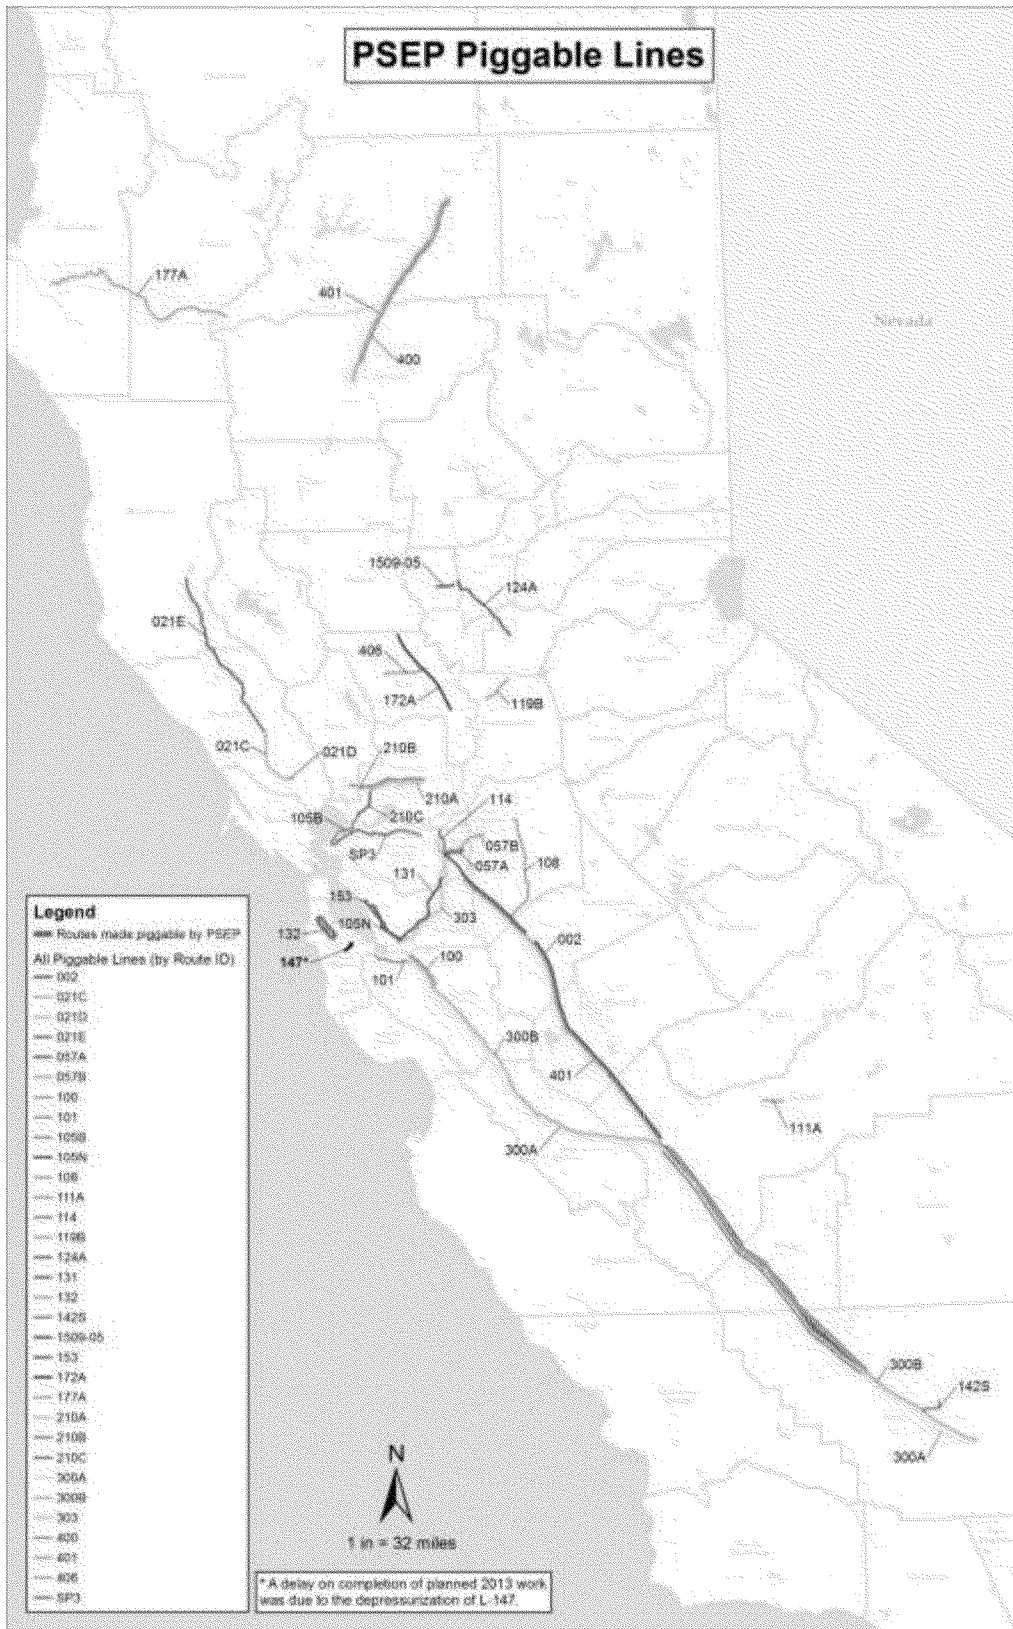 PSEP Piggable Lines
Nevada
177A
401
400
1509-05
124A
021E
406
172A
119B
021C
021D
210B
210A
114
105B
210C
057B
SP3
057A
108
131
153
105N
303
132
002
147*
100
101
300B
401
111A
300A
300B
142S
300A
Legend
Routes made piggable by PSEP
All Piggable Lines (by Route ID)
002
021C
021D
021E
057A
057B
100
101
105B
105N
108
111A
114
119B
124A
131
132
142S
1509-05
153
172A
177A
210A
210B
210C
300A
300B
303
400
401
406
SP3
N
1 in = 32 miles
* A delay on completion of planned 2013 work
was due to the depressurization of L-147.